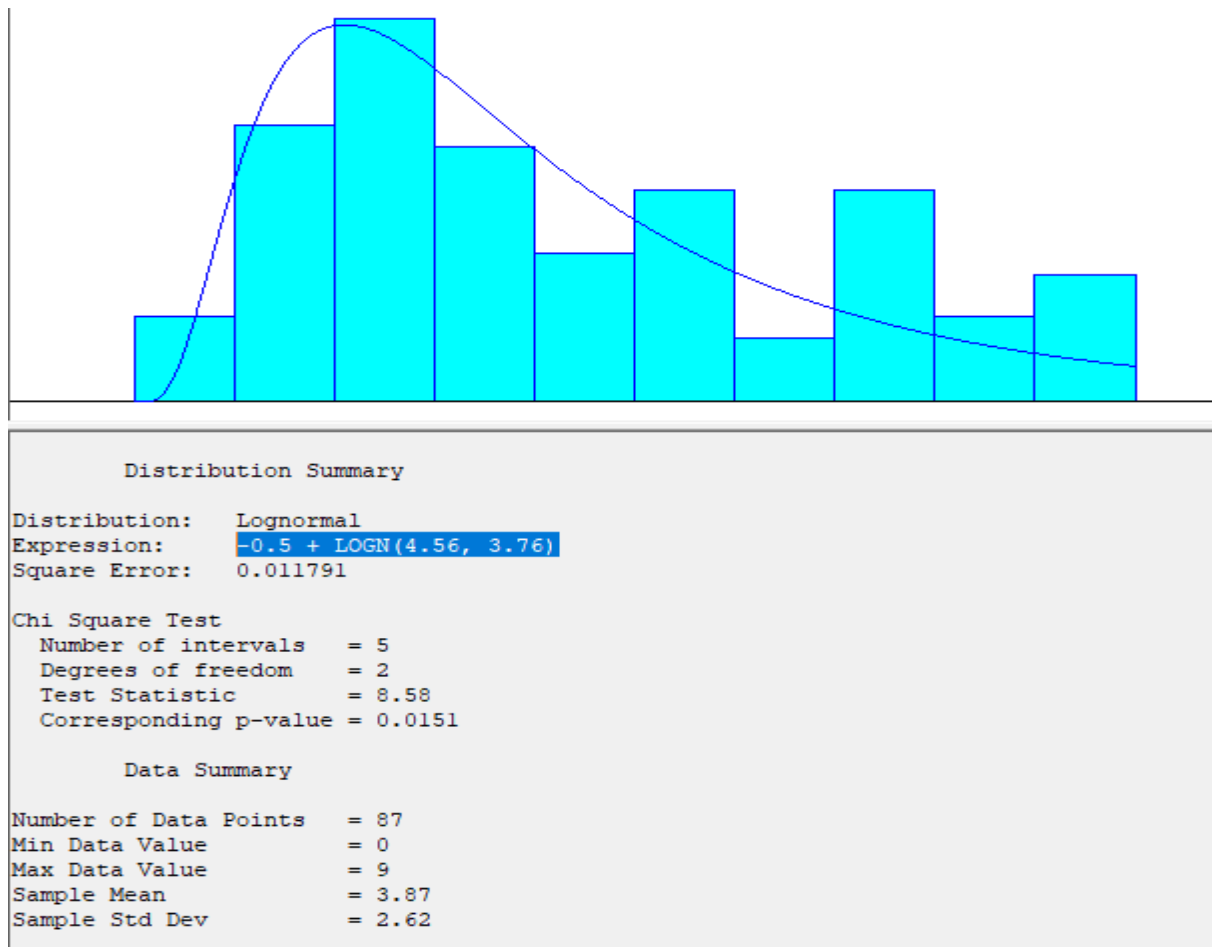 Distribution Summary
Distribution: Lognormal
Expression: -0.5 + LOGN(4.56, 3.76)
Square Error: 0.011791
Chi Square Test
Number of intervals = 5
Degrees of freedom = 2
Test Statistic = 8.58
Corresponding p-value = 0.0151
Data Summary
Number of Data Points = 87
Min Data Value = 0
Max Data Value = 9
Sample Mean = 3.87
Sample Std Dev = 2.62